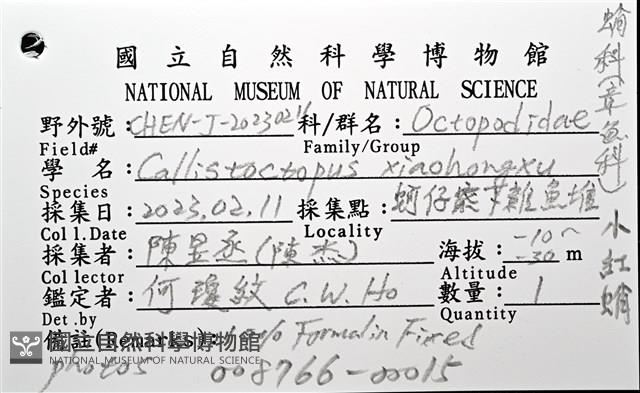 國立自然科學博物館
NATIONAL MUSEUM OF NATURAL SCIENCE
野外號：CHEN-J-20230211 科/群名：Octopodidae
Field# Family/Group
學名：Callistoctopus xiaohongxu
Species
採集日：2023.02.11 採集點：蚵仔寮下雜魚堆
Coll.Date Locality
採集者：陳昱丞(陳杰) 海拔：-10~-30 m
Collector Altitude
鑑定者：何瓊紋 C.W.Ho 數量：1
Det.by Quantity
備註(Remarks): Formalin Fixed
photos 008766-00015
蛸科(章魚科) 小紅蛸
國立自然科學博物館
NATIONAL MUSEUM OF NATURAL SCIENCE